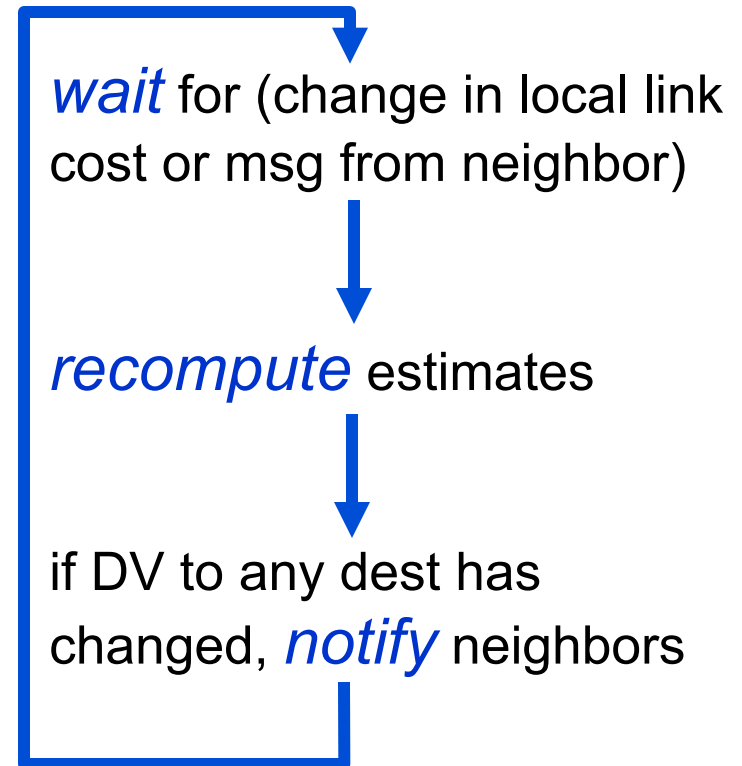 wait for (change in local link
cost or msg from neighbor)
recompute estimates
if DV to any dest has
changed, notify neighbors